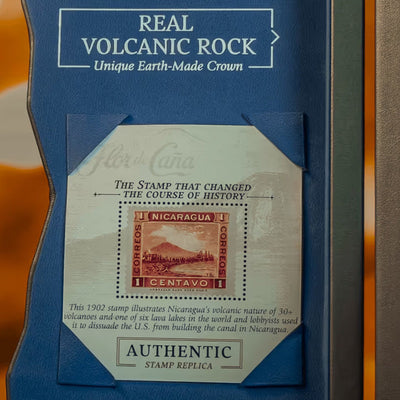 REAL
VOLCANIC ROCK
Unique Earth-Made Crown
Flor de Caña
THE STAMP THAT CHANGED
THE COURSE OF HISTORY
1 NICARAGUA 1
CORREOS
CORREOS
1 CENTAVO 1
This 1902 stamp illustrates Nicaragua's volcanic nature of 30+
volcanoes and one of six lava lakes in the world and lobbyists used
it to dissuade the U.S. from building the canal in Nicaragua.
AUTHENTIC
STAMP REPLICA